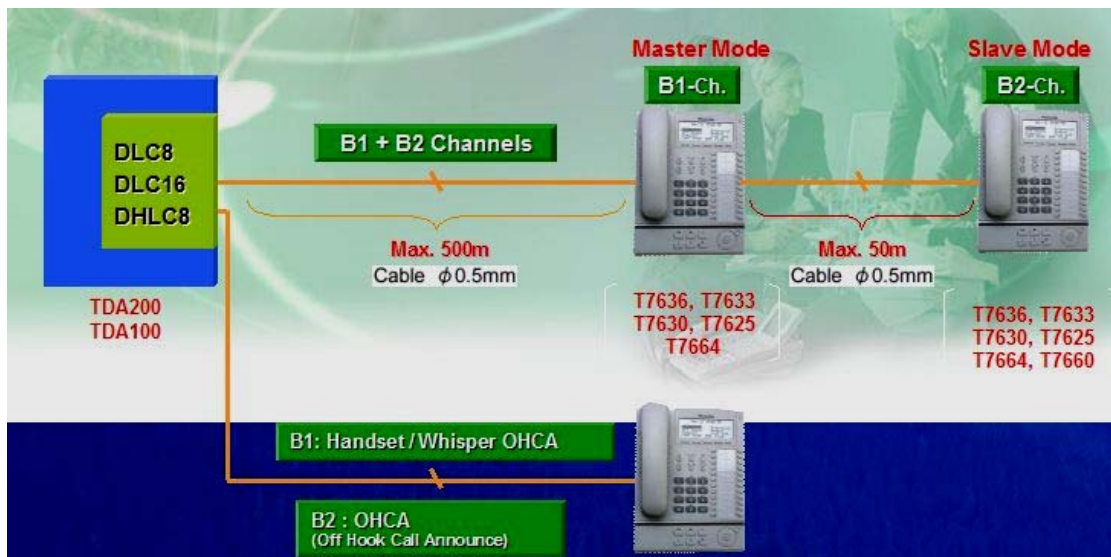 Master Mode
Slave Mode
B1-Ch.
B2-Ch.
DLC8
DLC16
DHLC8
B1 + B2 Channels
Max. 500m
Cable ϕ0.5mm
Max. 50m
Cable ϕ0.5mm
TDA200
TDA100
T7636, T7633
T7630, T7625
T7664
T7636, T7633
T7630, T7625
T7664, T7660
B1: Handset / Whisper OHCA
B2 : OHCA
(Off Hook Call Announce)